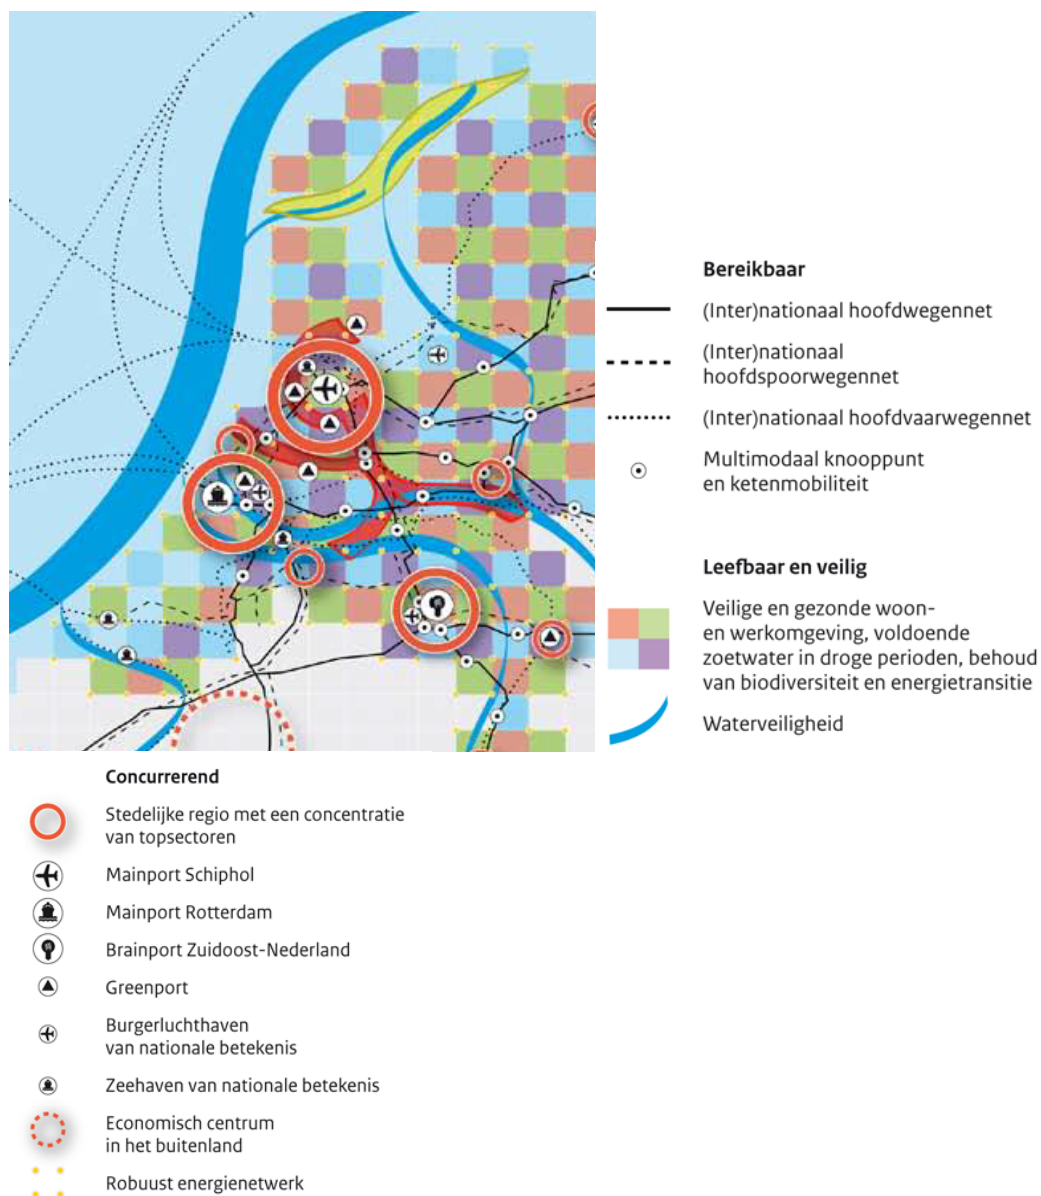 Bereikbaar
(Inter)nationaal hoofdwegennet
(Inter)nationaal
hoofdspoorwegennet
(Inter)nationaal hoofdvaarwegennet
Multimodaal knooppunt
en ketenmobiliteit
Leefbaar en veilig
Veilige en gezonde woon-
en werkomgeving, voldoende
zoetwater in droge perioden, behoud
van biodiversiteit en energietransitie
Waterveiligheid
Concurrerend
Stedelijke regio met een concentratie
van topsectoren
Mainport Schiphol
Mainport Rotterdam
Brainport Zuidoost-Nederland
Greenport
Burgerluchthaven
van nationale betekenis
Zeehaven van nationale betekenis
Economisch centrum
in het buitenland
Robuust energienetwerk